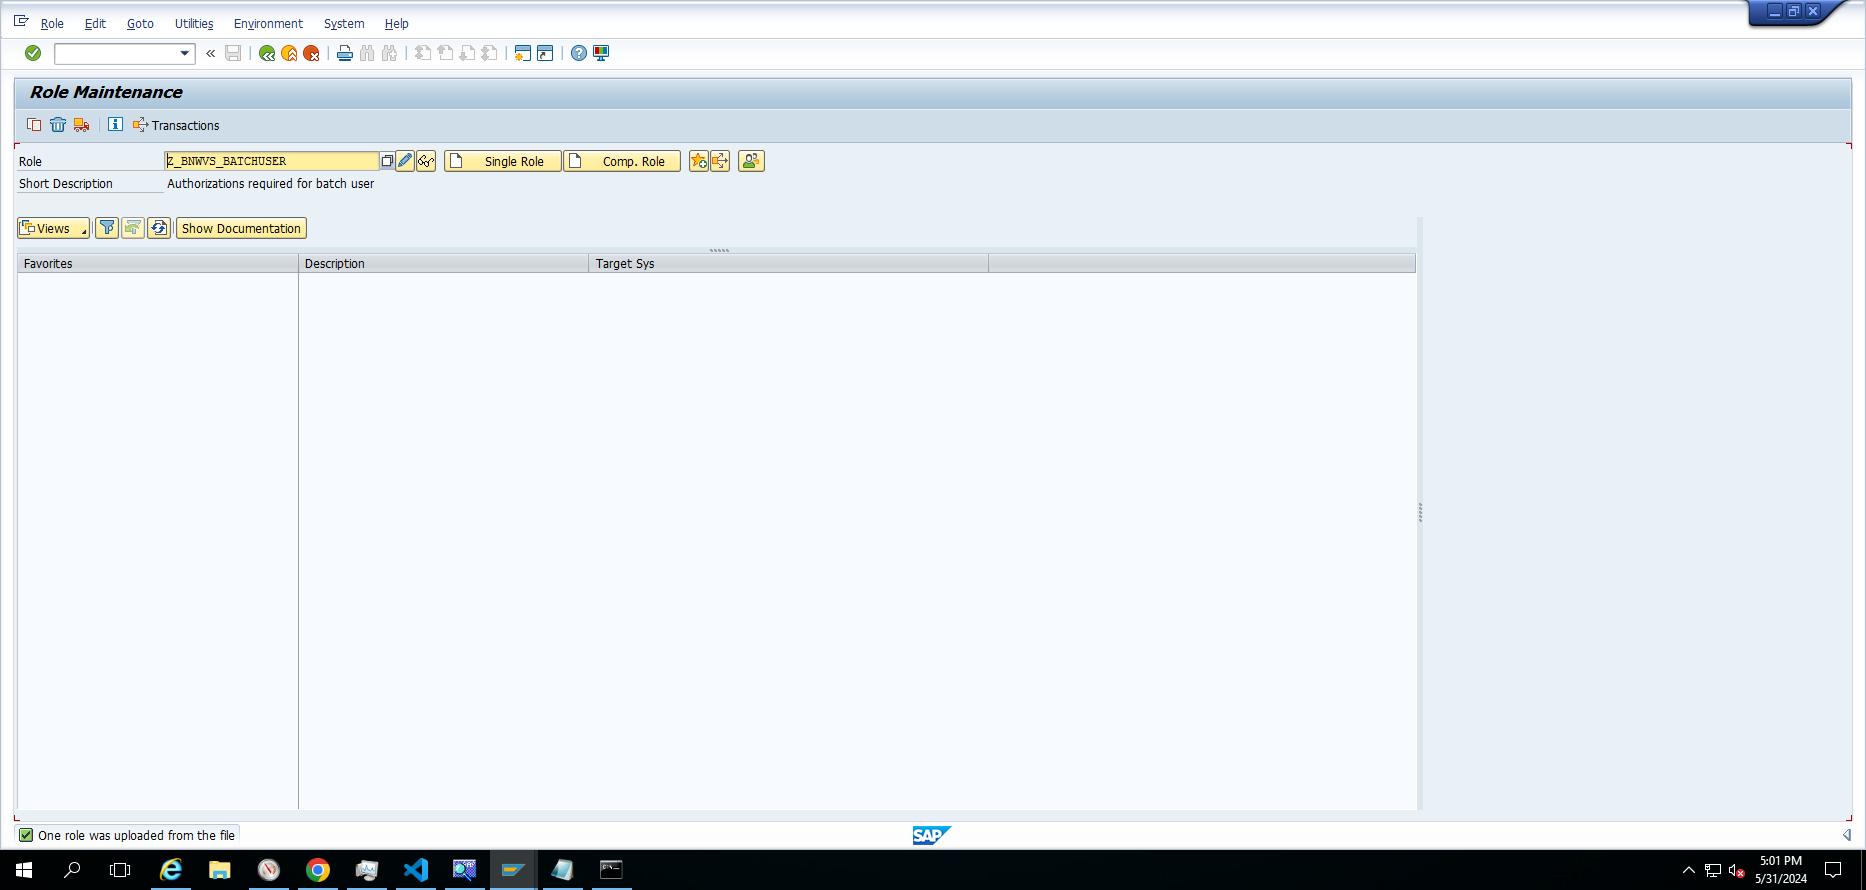 Role Edit Goto Utilities Environment System Help
Role Maintenance
Transactions
Role Z_BNWVS_BATCHUSER Single Role Comp. Role
Short Description Authorizations required for batch user
Views Show Documentation
Favorites Description Target Sys
One role was uploaded from the file
SAP
5:01 PM
5/31/2024